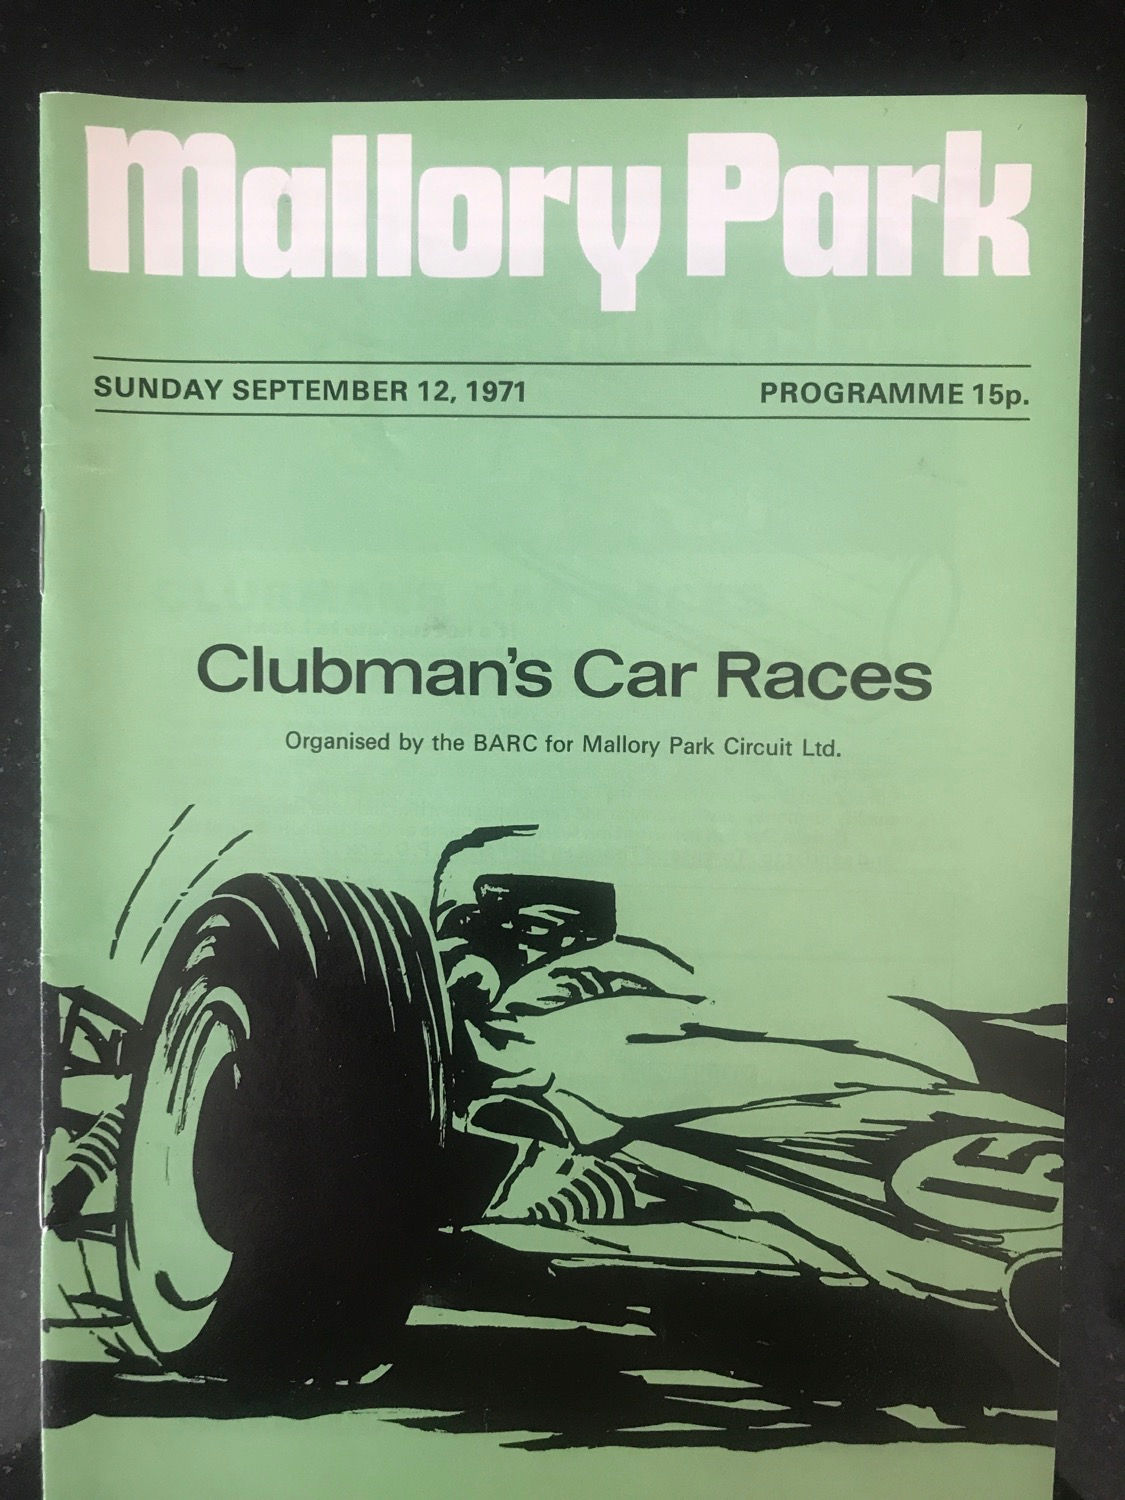 Mallory Park
SUNDAY SEPTEMBER 12, 1971 PROGRAMME 15p.
Clubman's Car Races
Organised by the BARC for Mallory Park Circuit Ltd.
15